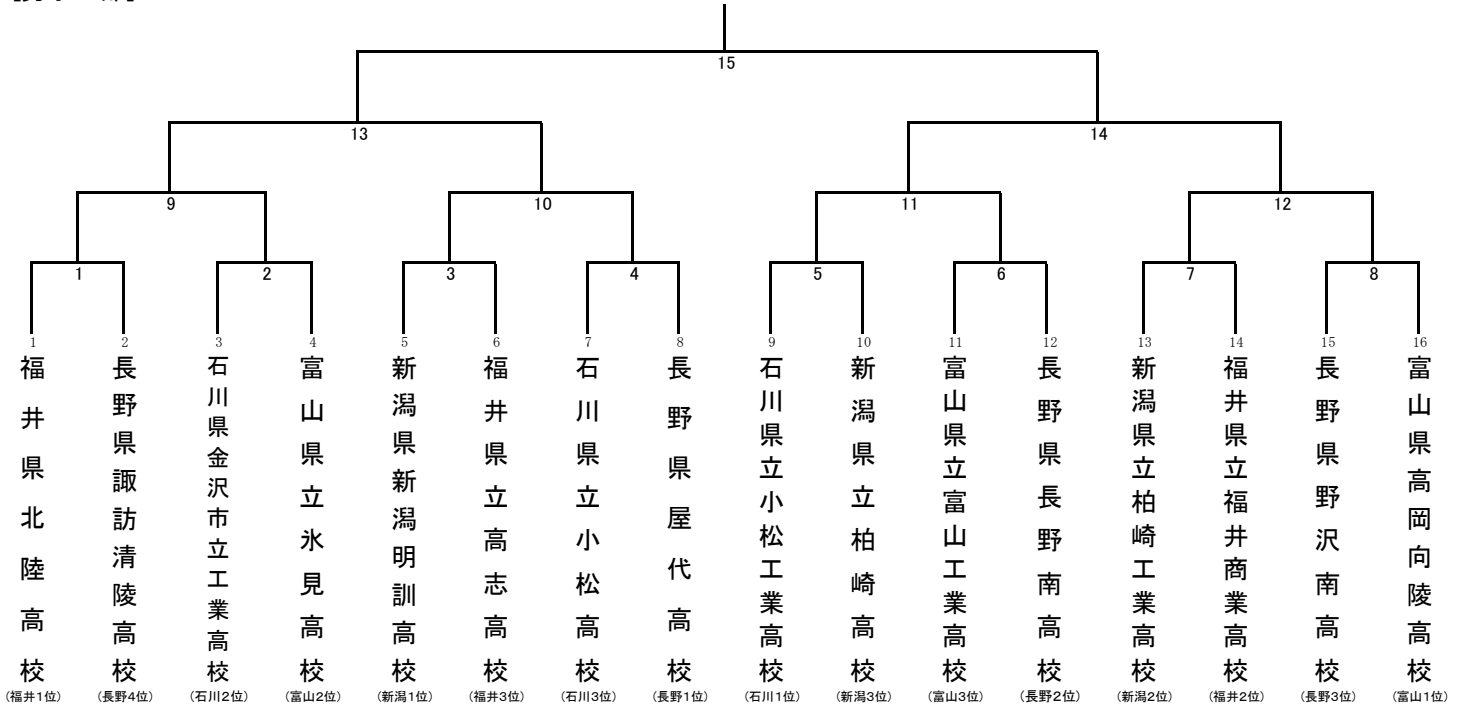 15
13 14
9 10 11 12
1 2 3 4 5 6 7 8
1 2 3 4 5 6 7 8 9 10 11 12 13 14 15 16
福井県北陸高校
長野県諏訪清陵高校
石川県金沢市立工業高校
富山県立氷見高校
新潟県新潟明訓高校
福井県立高志高校
石川県立小松高校
長野県屋代高校
石川県立小松工業高校
新潟県立柏崎高校
富山県立富山工業高校
長野県長野南高校
新潟県立柏崎工業高校
福井県立福井商業高校
長野県野沢南高校
富山県高岡向陵高校
(福井1位) (長野4位) (石川2位) (富山2位) (新潟1位) (福井3位) (石川3位) (長野1位) (石川1位) (新潟3位) (富山3位) (長野2位) (新潟2位) (福井2位) (長野3位) (富山1位)